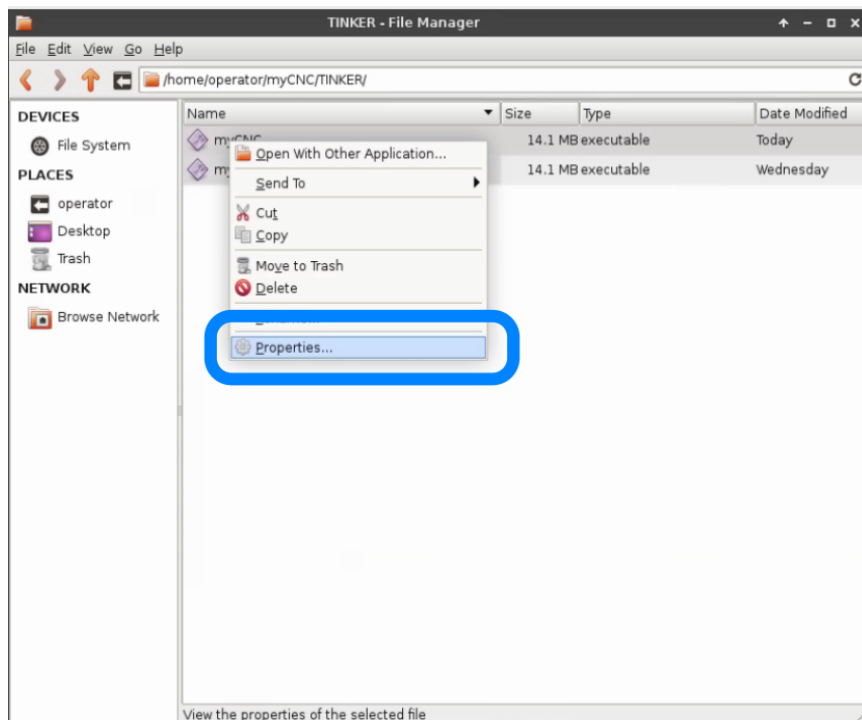 TINKER - File Manager
File Edit View Go Help
/home/operator/myCNC/TINKER/
DEVICES
File System
PLACES
operator
Desktop
Trash
NETWORK
Browse Network
Name Size Type Date Modified
myCNC 14.1 MB executable Today
14.1 MB executable Wednesday
Open With Other Application...
Send To
Cut
Copy
Move to Trash
Delete
Properties...
View the properties of the selected file